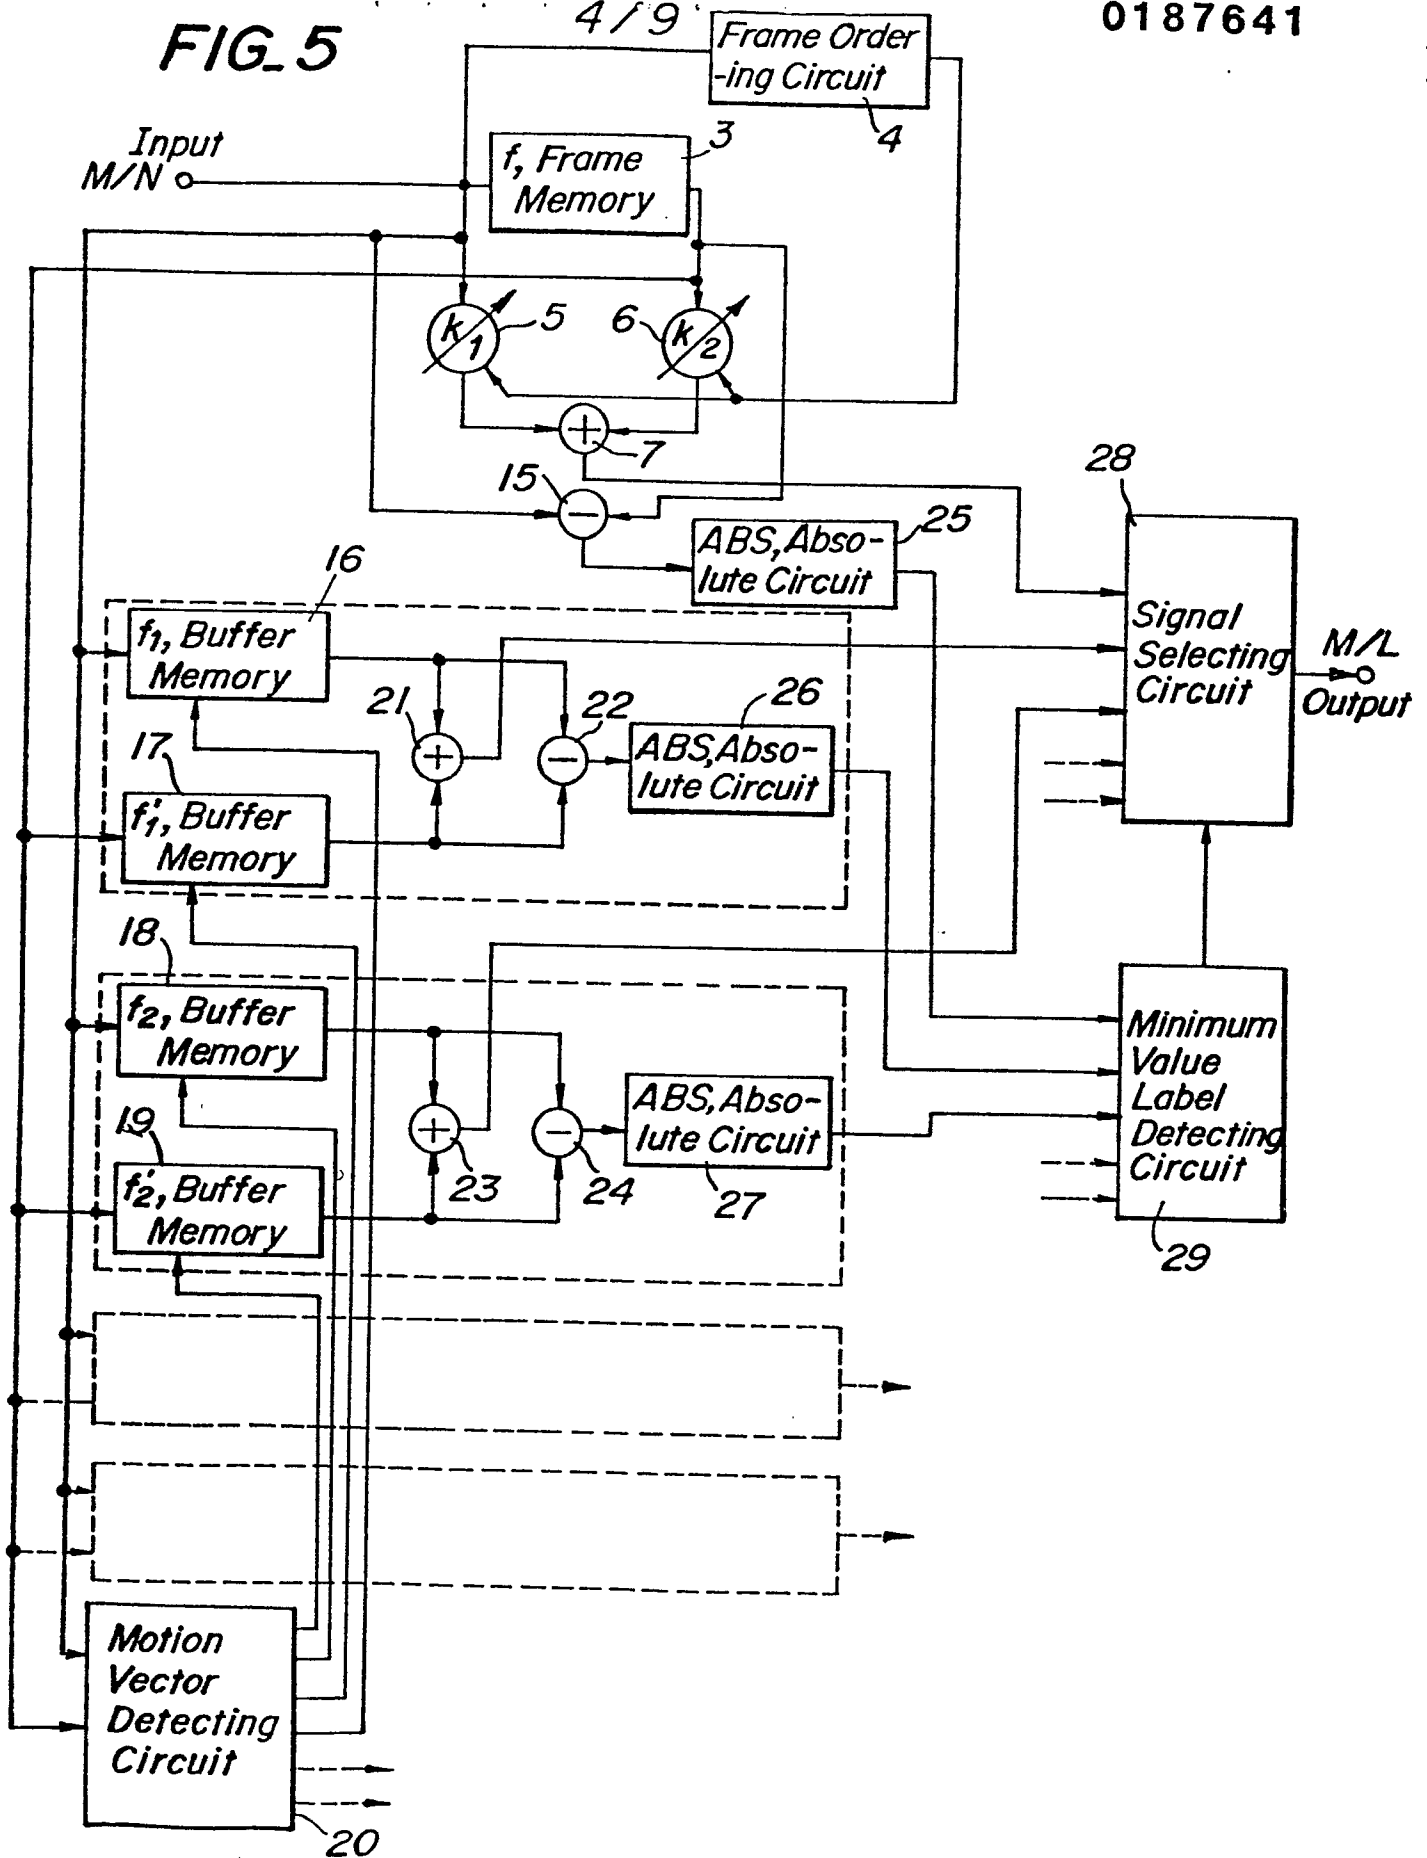 FIG_5
4/9
0187641
Frame Order
-ing Circuit
4
Input
M/N
f, Frame
Memory
3
k1
5
6
k2
7
15
28
ABS, Abso-
lute Circuit
25
16
f1, Buffer
Memory
Signal
Selecting
Circuit
M/L
Output
21
22
26
ABS, Abso-
lute Circuit
17
f1', Buffer
Memory
18
f2, Buffer
Memory
Minimum
Value
Label
Detecting
Circuit
29
19
f2', Buffer
Memory
23
24
ABS, Abso-
lute Circuit
27
Motion
Vector
Detecting
Circuit
20